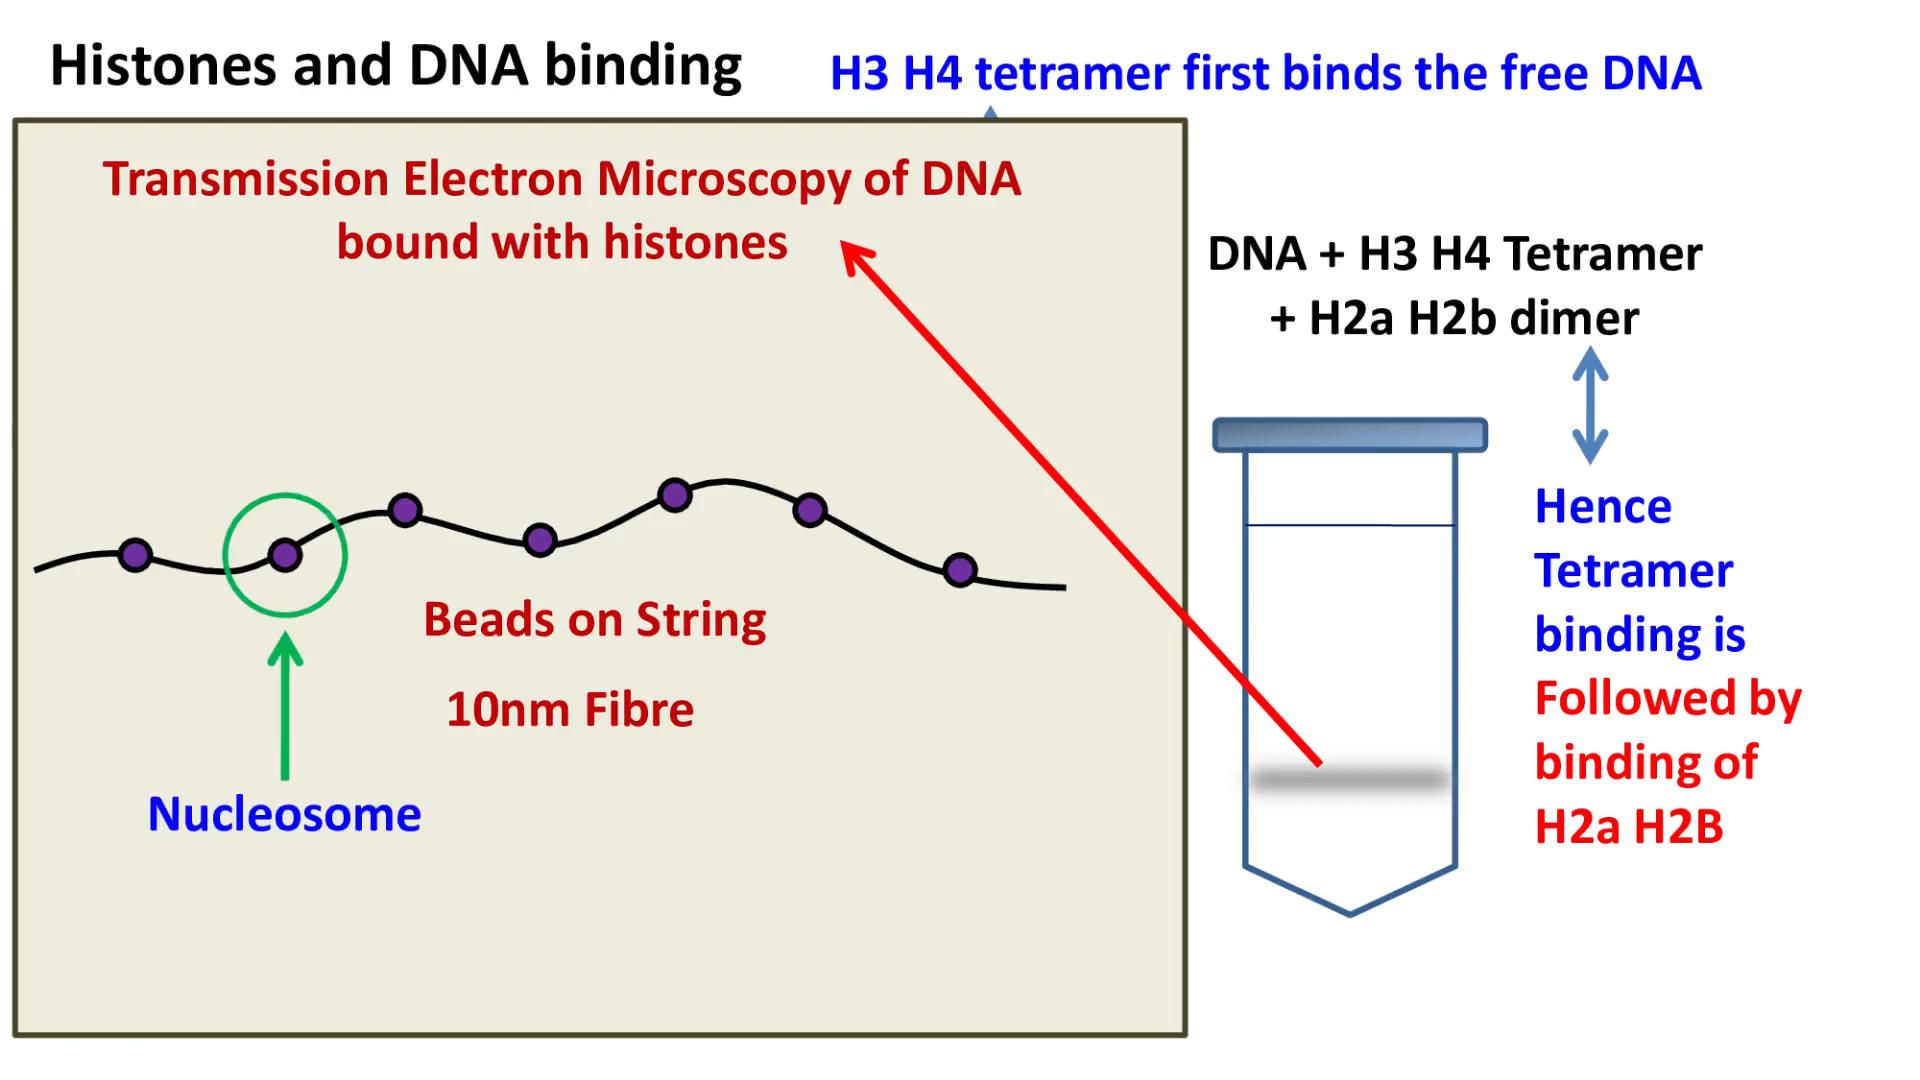 Histones and DNA binding
H3 H4 tetramer first binds the free DNA
Transmission Electron Microscopy of DNA
bound with histones
DNA + H3 H4 Tetramer
+ H2a H2b dimer
Hence
Tetramer
binding is
Followed by
binding of
H2a H2B
Beads on String
10nm Fibre
Nucleosome